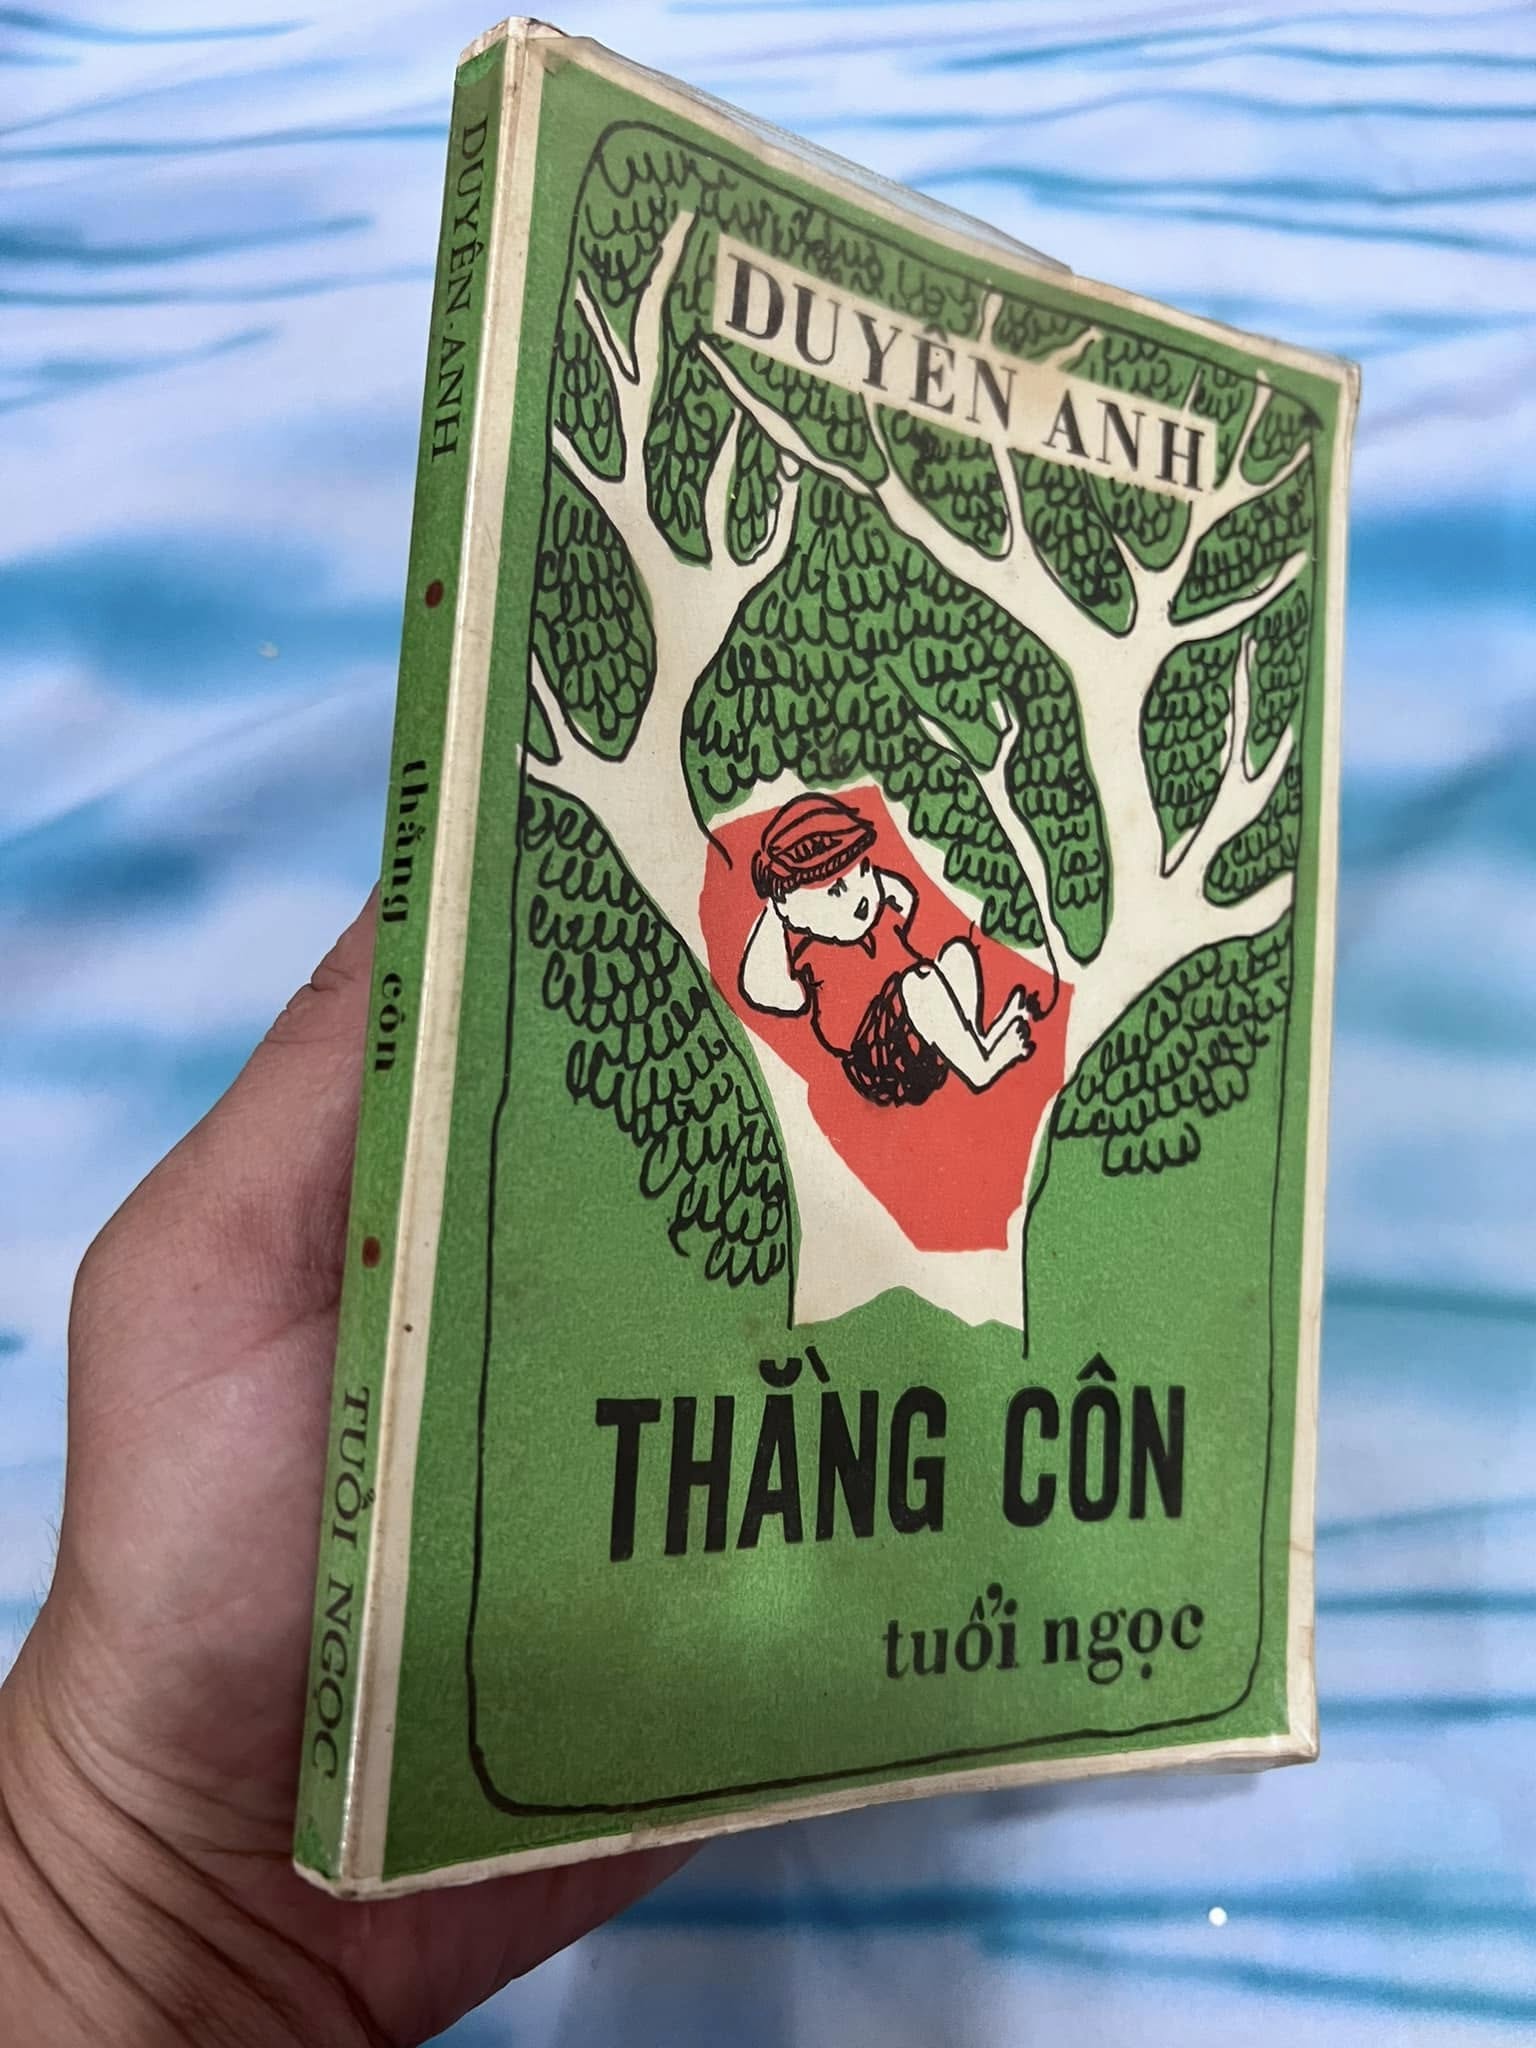 DUYÊN ANH
THẰNG CÔN
tuổi ngọc
DUYÊN . ANH • thằng côn • TUỔI NGỌC